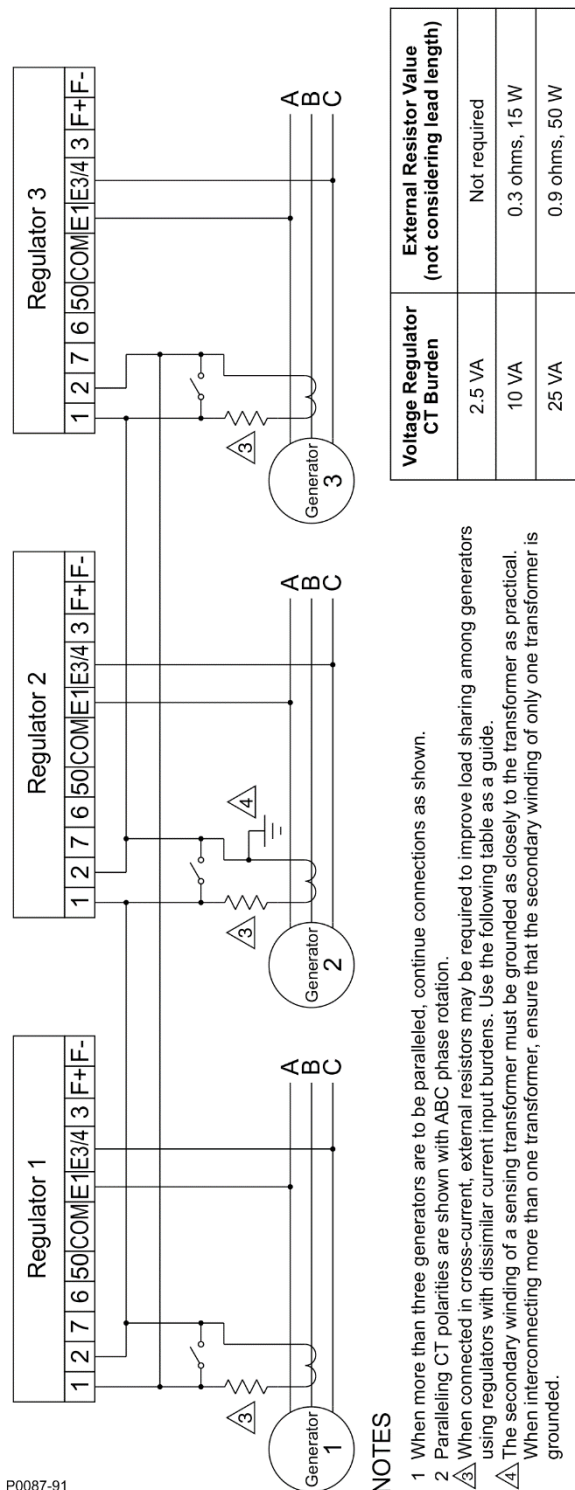 Regulator 1
1 2 7 6 50 COM E1 E3/4 3 F+ F-
3
Generator
1
A
B
C
Regulator 2
1 2 7 6 50 COM E1 E3/4 3 F+ F-
3
4
Generator
2
A
B
C
Regulator 3
1 2 7 6 50 COM E1 E3/4 3 F+ F-
3
Generator
3
A
B
C
P0087-91
NOTES
1 When more than three generators are to be paralleled, continue connections as shown.
2 Paralleling CT polarities are shown with ABC phase rotation.
3 When connected in cross-current, external resistors may be required to improve load sharing among generators
using regulators with dissimilar current input burdens. Use the following table as a guide.
4 The secondary winding of a sensing transformer must be grounded as closely to the transformer as practical.
When interconnecting more than one transformer, ensure that the secondary winding of only one transformer is
grounded.
Voltage Regulator
CT Burden
External Resistor Value
(not considering lead length)
2.5 VA
Not required
10 VA
0.3 ohms, 15 W
25 VA
0.9 ohms, 50 W